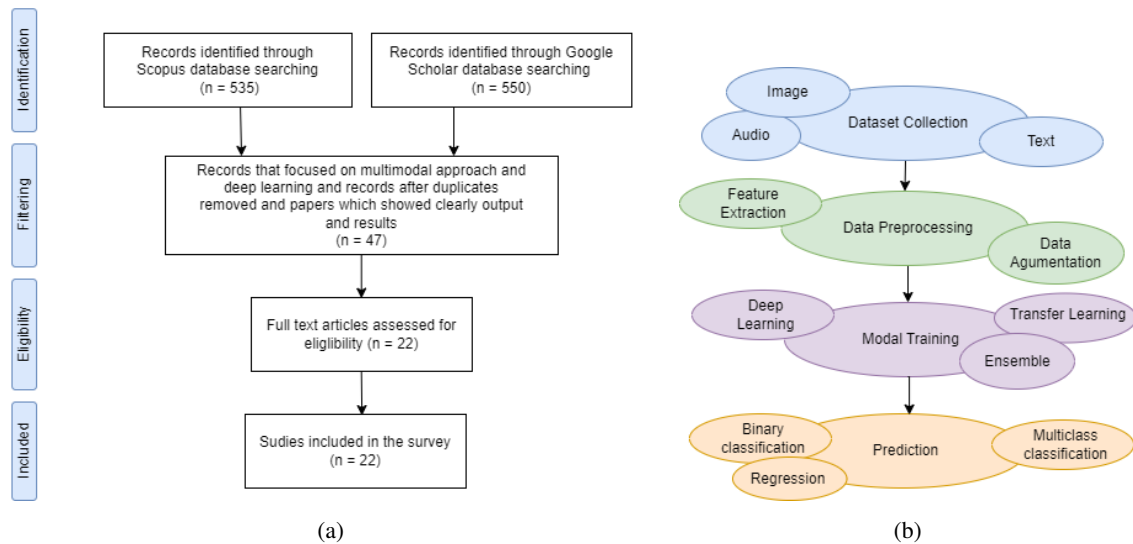 Identification
Records identified through
Scopus database searching
(n = 535)
Records identified through Google
Scholar database searching
(n = 550)
Filtering
Records that focused on multimodal approach and
deep learning and records after duplicates
removed and papers which showed clearly output
and results
(n = 47)
Eligibility
Full text articles assessed for
eligibility (n = 22)
Included
Sudies included in the survey
(n = 22)
(a)
Image
Audio
Dataset Collection
Text
Feature
Extraction
Data Preprocessing
Data
Agumentation
Deep
Learning
Modal Training
Transfer Learning
Ensemble
Binary
classification
Regression
Prediction
Multiclass
classification
(b)